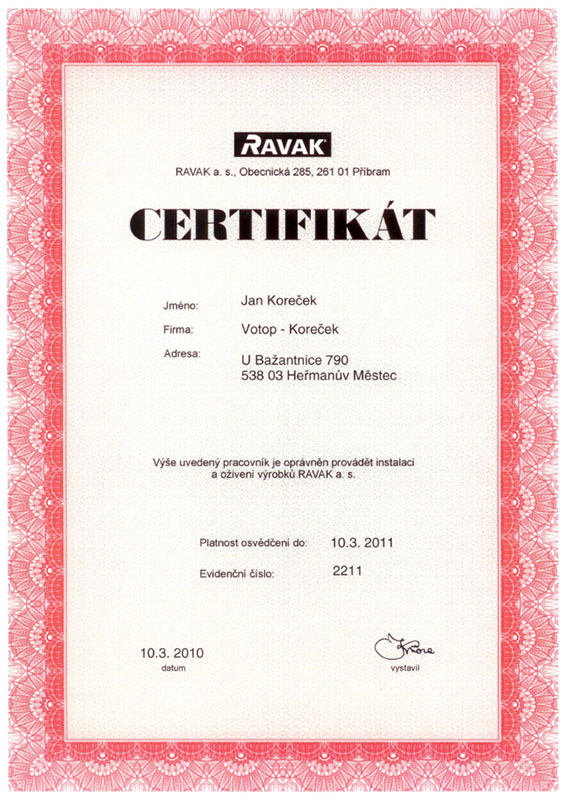 RAVAK
RAVAK a. s., Obecnická 285, 261 01 Příbram
CERTIFIKÁT
Jméno: Jan Koreček
Firma: Votop - Koreček
Adresa: U Bažantnice 790
538 03 Heřmanův Městec
Výše uvedený pracovník je oprávněn provádět instalaci
a oživení výrobků RAVAK a. s.
Platnost osvědčení do: 10.3. 2011
Evidenční číslo: 2211
10.3. 2010
datum
vystavil